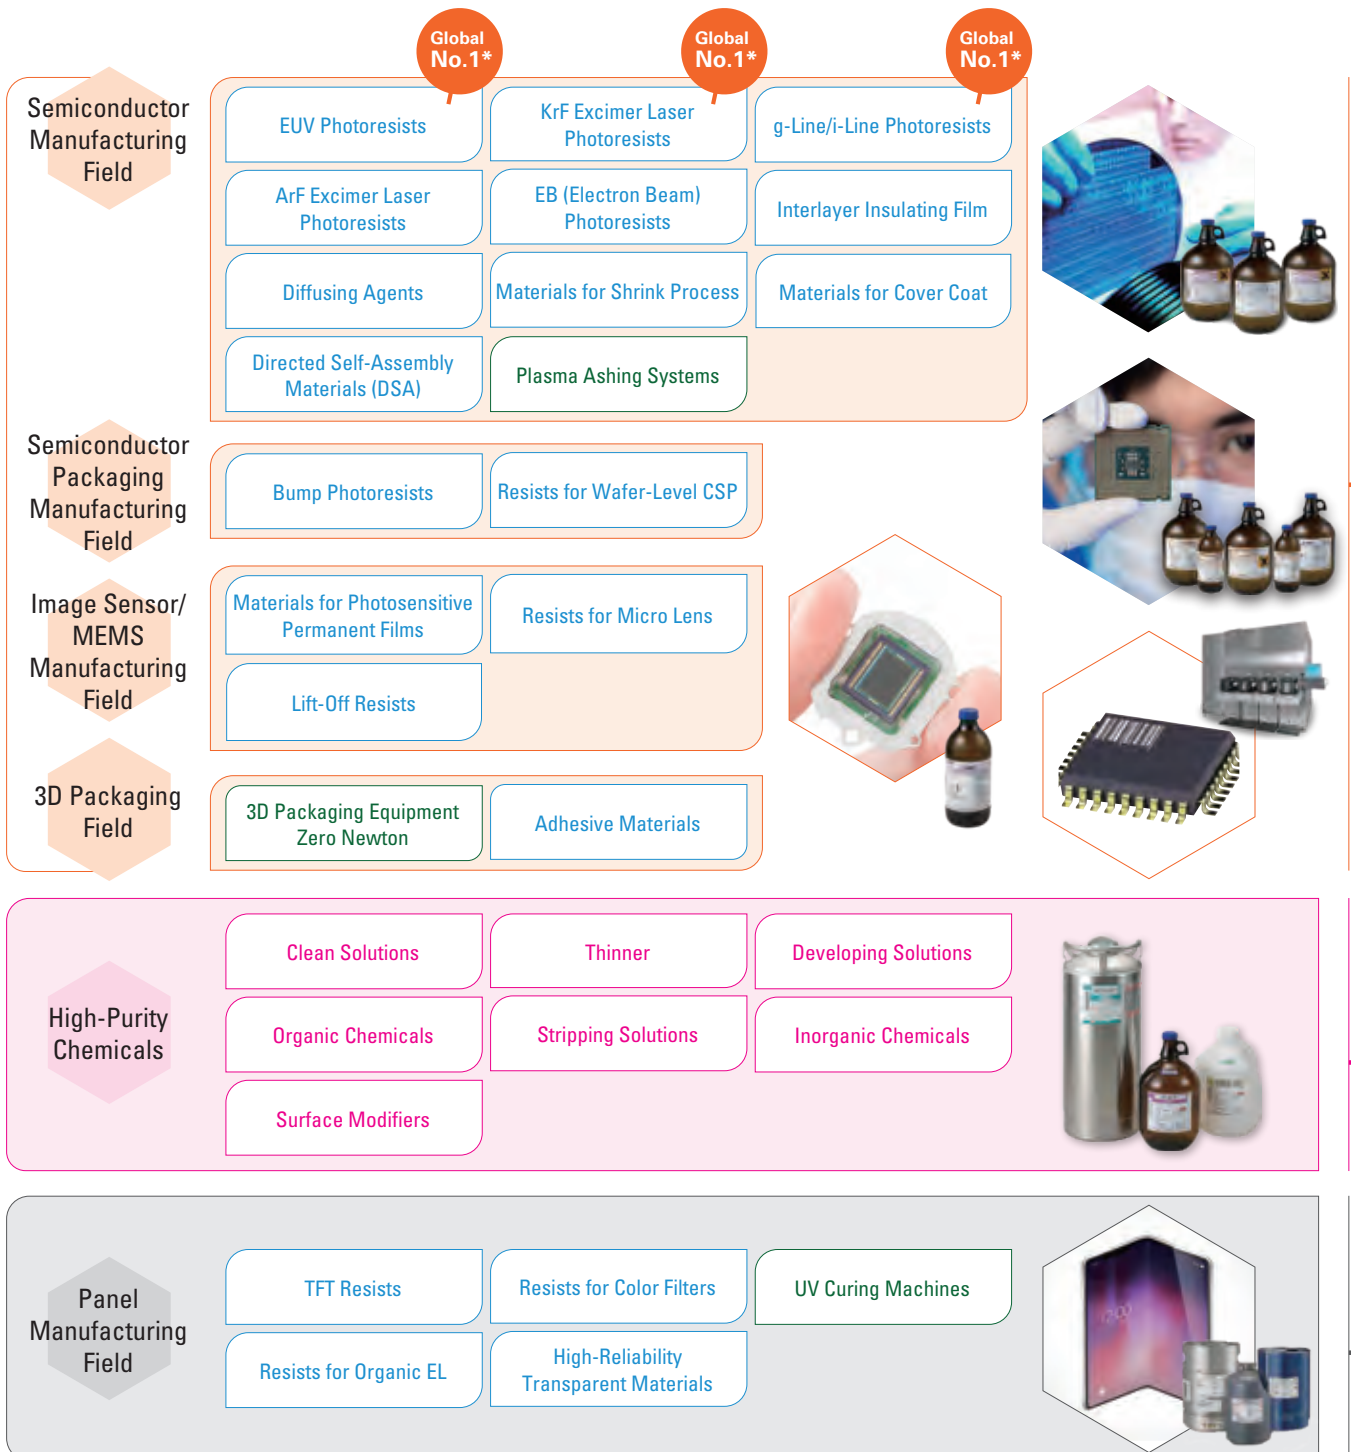 Global
No.1*
Global
No.1*
Global
No.1*
Semiconductor
Manufacturing
Field
EUV Photoresists
KrF Excimer Laser
Photoresists
g-Line/i-Line Photoresists
ArF Excimer Laser
Photoresists
EB (Electron Beam)
Photoresists
Interlayer Insulating Film
Diffusing Agents
Materials for Shrink Process
Materials for Cover Coat
Directed Self-Assembly
Materials (DSA)
Plasma Ashing Systems
Semiconductor
Packaging
Manufacturing
Field
Bump Photoresists
Resists for Wafer-Level CSP
Image Sensor/
MEMS
Manufacturing
Field
Materials for Photosensitive
Permanent Films
Resists for Micro Lens
Lift-Off Resists
3D Packaging
Field
3D Packaging Equipment
Zero Newton
Adhesive Materials
High-Purity
Chemicals
Clean Solutions
Thinner
Developing Solutions
Organic Chemicals
Stripping Solutions
Inorganic Chemicals
Surface Modifiers
Panel
Manufacturing
Field
TFT Resists
Resists for Color Filters
UV Curing Machines
Resists for Organic EL
High-Reliability
Transparent Materials
12:00